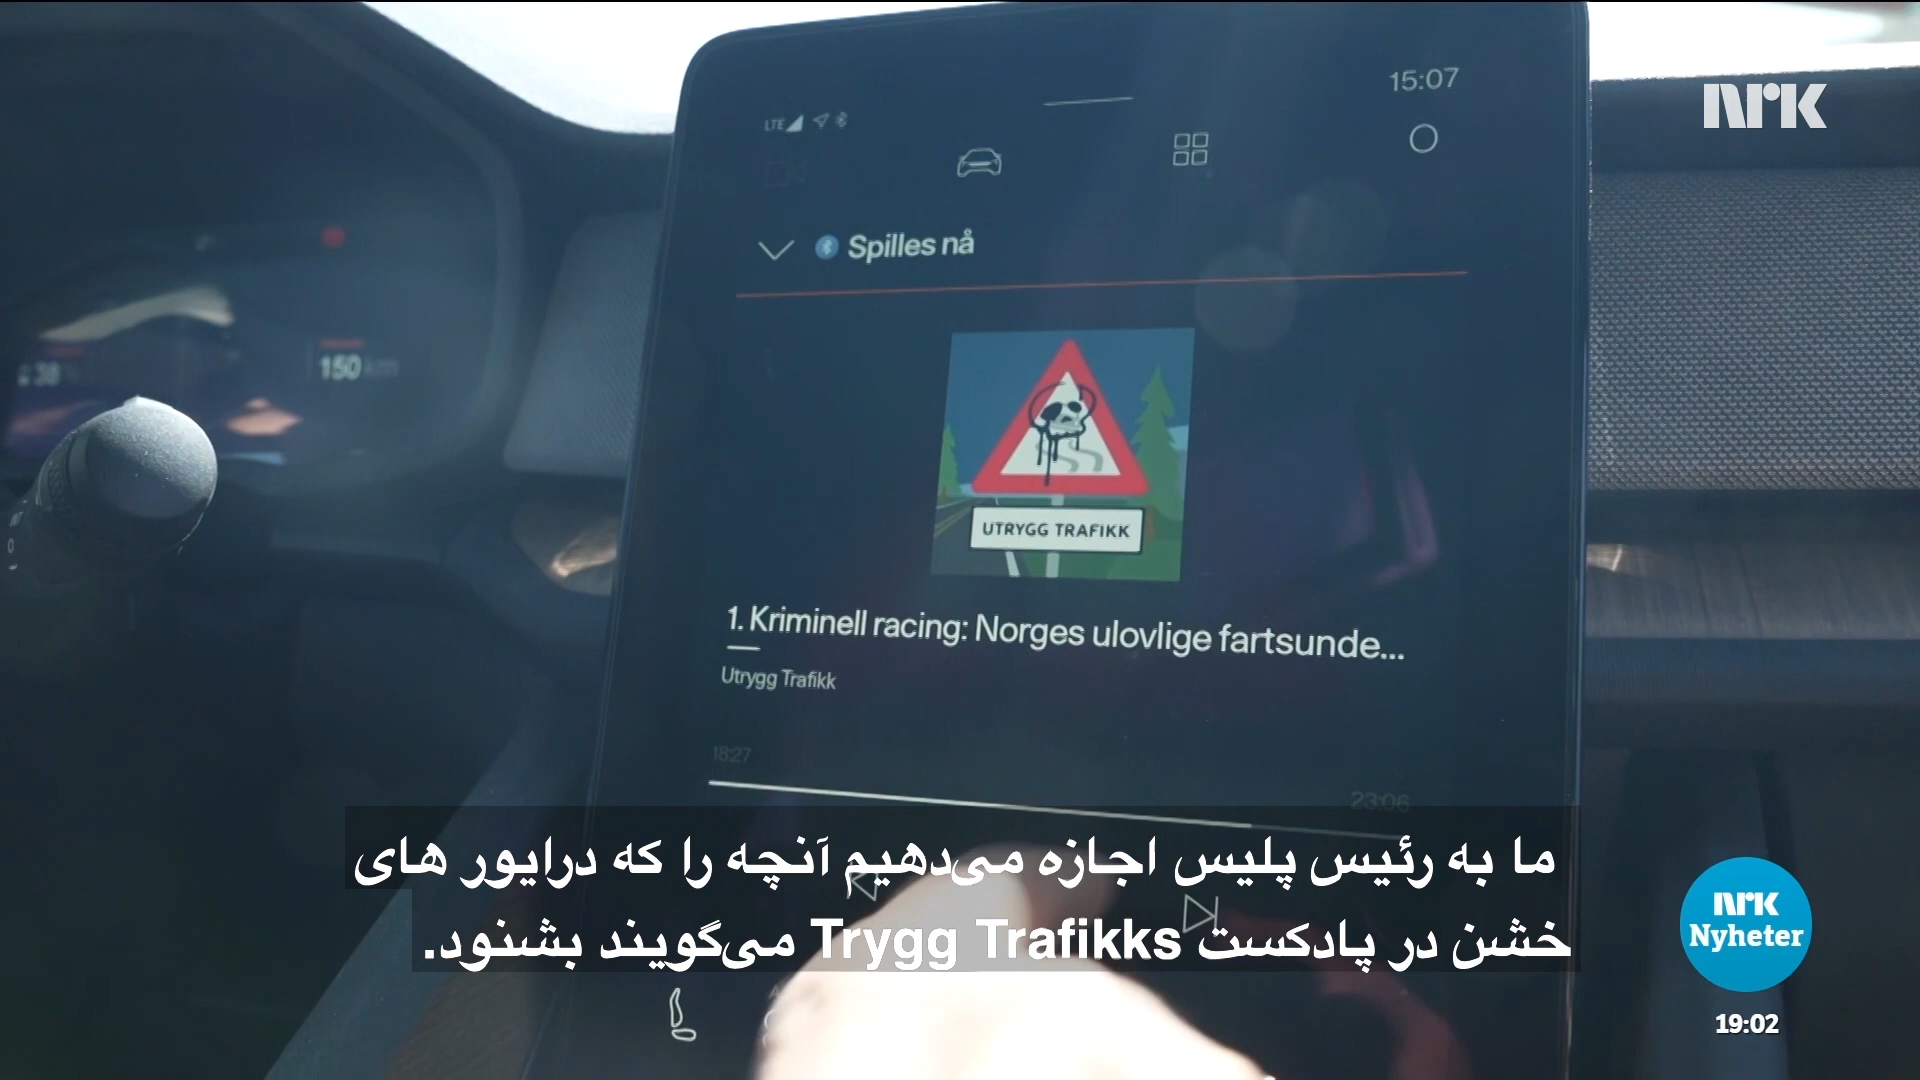 15:07
LTE
nrk
Spilles nå
150 km
38
UTRYGG TRAFIKK
1. Kriminell racing: Norges ulovlige fartsunde...
Utrygg Trafikk
18:27
23:06
ما به رئیس پلیس اجازه می‌دهیم آنچه را که درایور های
خشن در پادکست Trygg Trafikks می‌گویند بشنود.
nrk
Nyheter
19:02